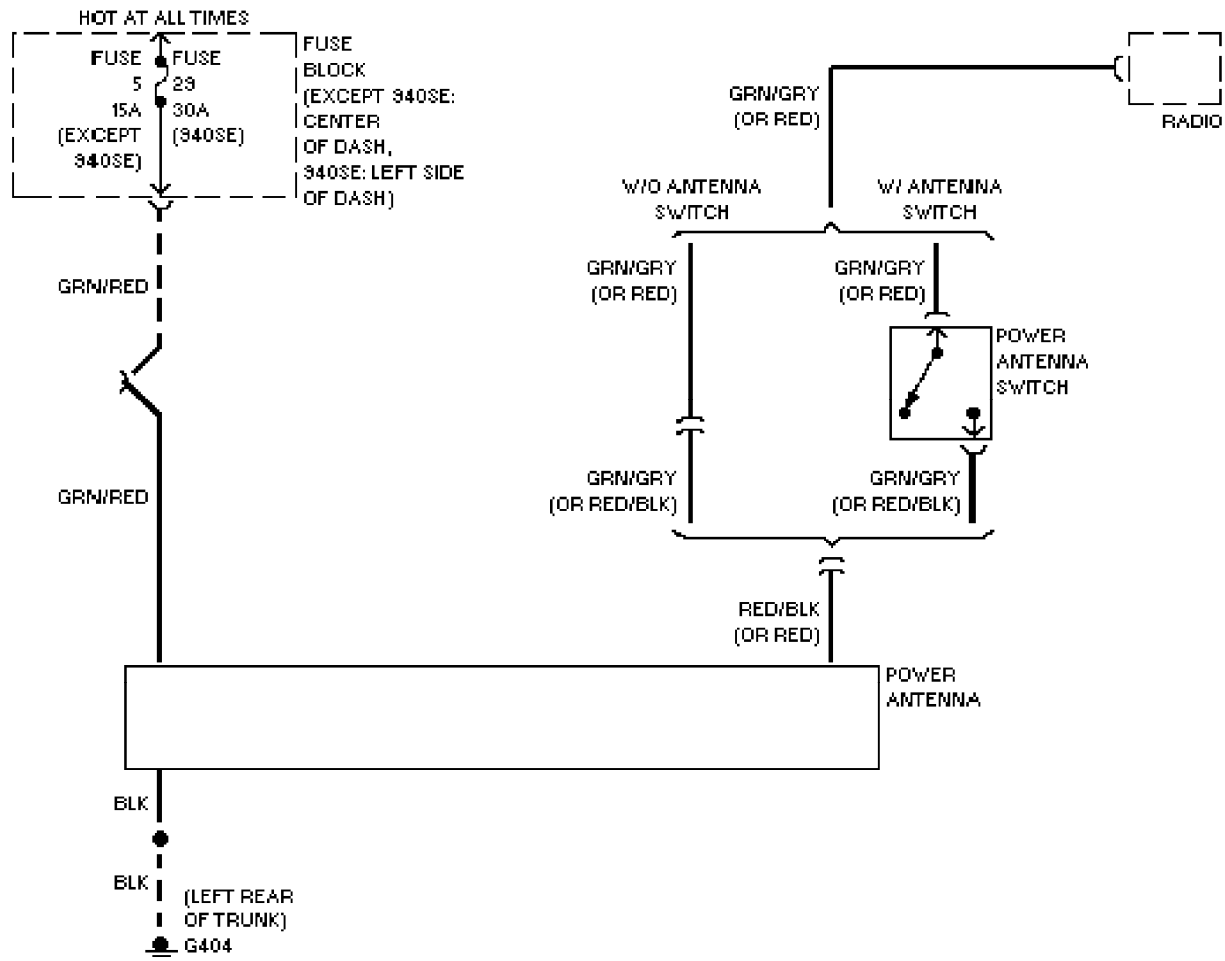 HOT AT ALL TIMES
FUSE
5
15A
(EXCEPT
940SE)
FUSE
29
30A
(940SE)
FUSE
BLOCK
(EXCEPT 940SE:
CENTER
OF DASH,
940SE: LEFT SIDE
OF DASH)
GRN/GRY
(OR RED)
RADIO
W/O ANTENNA
SWITCH
W/ ANTENNA
SWITCH
GRN/RED
GRN/GRY
(OR RED)
GRN/GRY
(OR RED)
POWER
ANTENNA
SWITCH
GRN/RED
GRN/GRY
(OR RED/BLK)
GRN/GRY
(OR RED/BLK)
RED/BLK
(OR RED)
POWER
ANTENNA
BLK
BLK
(LEFT REAR
OF TRUNK)
G404